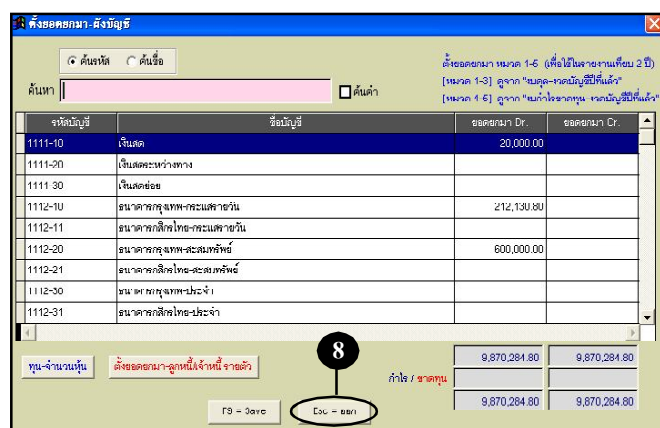 ตั้งยอดยกมา-ผังบัญชี
ค้นรหัส ค้นชื่อ
ตั้งยอดยกมา หมวด 1-5 (เพื่อใช้ในรายงานเทียบ 2 ปี)
ค้นหา ค้นคำ
[หมวด 1-3] ดูจาก "งบดุล-งวดบัญชีปีที่แล้ว"
[หมวด 4-5] ดูจาก "งบกำไรขาดทุน-งวดบัญชีปีที่แล้ว"
รหัสบัญชี ชื่อบัญชี ยอดยกมา Dr. ยอดยกมา Cr.
1111-10 เงินสด 20,000.00
1111-20 เงินสดระหว่างทาง
1111-30 เงินสดย่อย
1112-10 ธนาคารกรุงเทพ-กระแสรายวัน 212,130.80
1112-11 ธนาคารกสิกรไทย-กระแสรายวัน
1112-20 ธนาคารกรุงเทพ-สะสมทรัพย์ 600,000.00
1112-21 ธนาคารกสิกรไทย-สะสมทรัพย์
1112-30 ธนาคารกรุงเทพ-ประจำ
1112-31 ธนาคารกสิกรไทย-ประจำ
8
ทุน-จำนวนหุ้น ตั้งยอดยกมา-ลูกหนี้/เจ้าหนี้ รายตัว 9,870,284.80 9,870,284.80
กำไร / ขาดทุน
F9 = Save Esc = ออก 9,870,284.80 9,870,284.80